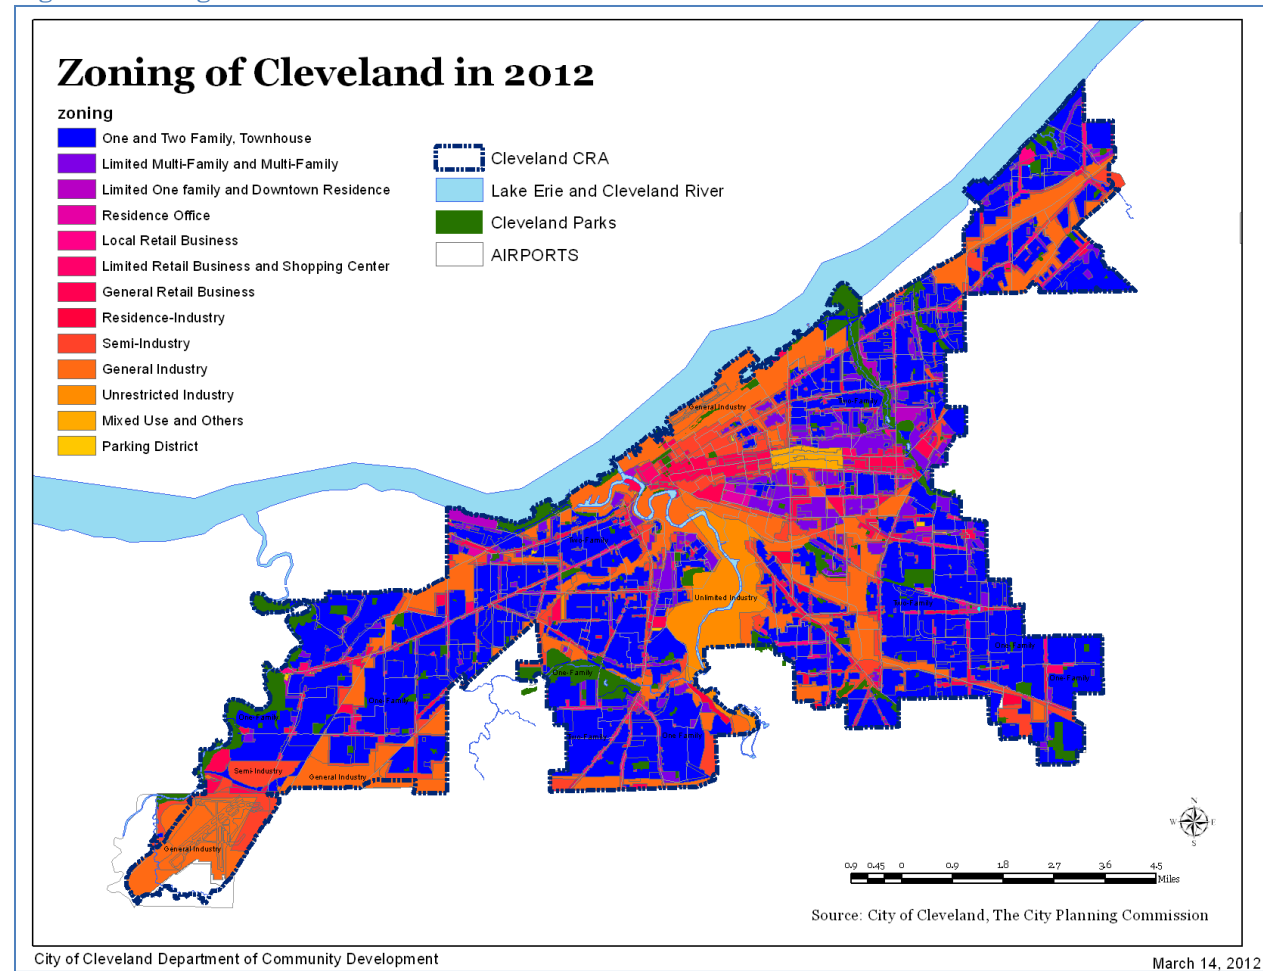 Zoning of Cleveland in 2012
zoning
One and Two Family, Townhouse
Limited Multi-Family and Multi-Family
Limited One family and Downtown Residence
Residence Office
Local Retail Business
Limited Retail Business and Shopping Center
General Retail Business
Residence-Industry
Semi-Industry
General Industry
Unrestricted Industry
Mixed Use and Others
Parking District
Cleveland CRA
Lake Erie and Cleveland River
Cleveland Parks
AIRPORTS
General Industry
Unlimited Industry
One-Family
One-Family
Semi-Industry
General Industry
General Industry
N
W
E
S
0.9 0.45 0 0.9 1.8 2.7 3.6 4.5
Miles
Source: City of Cleveland, The City Planning Commission
City of Cleveland Department of Community Development
March 14, 2012